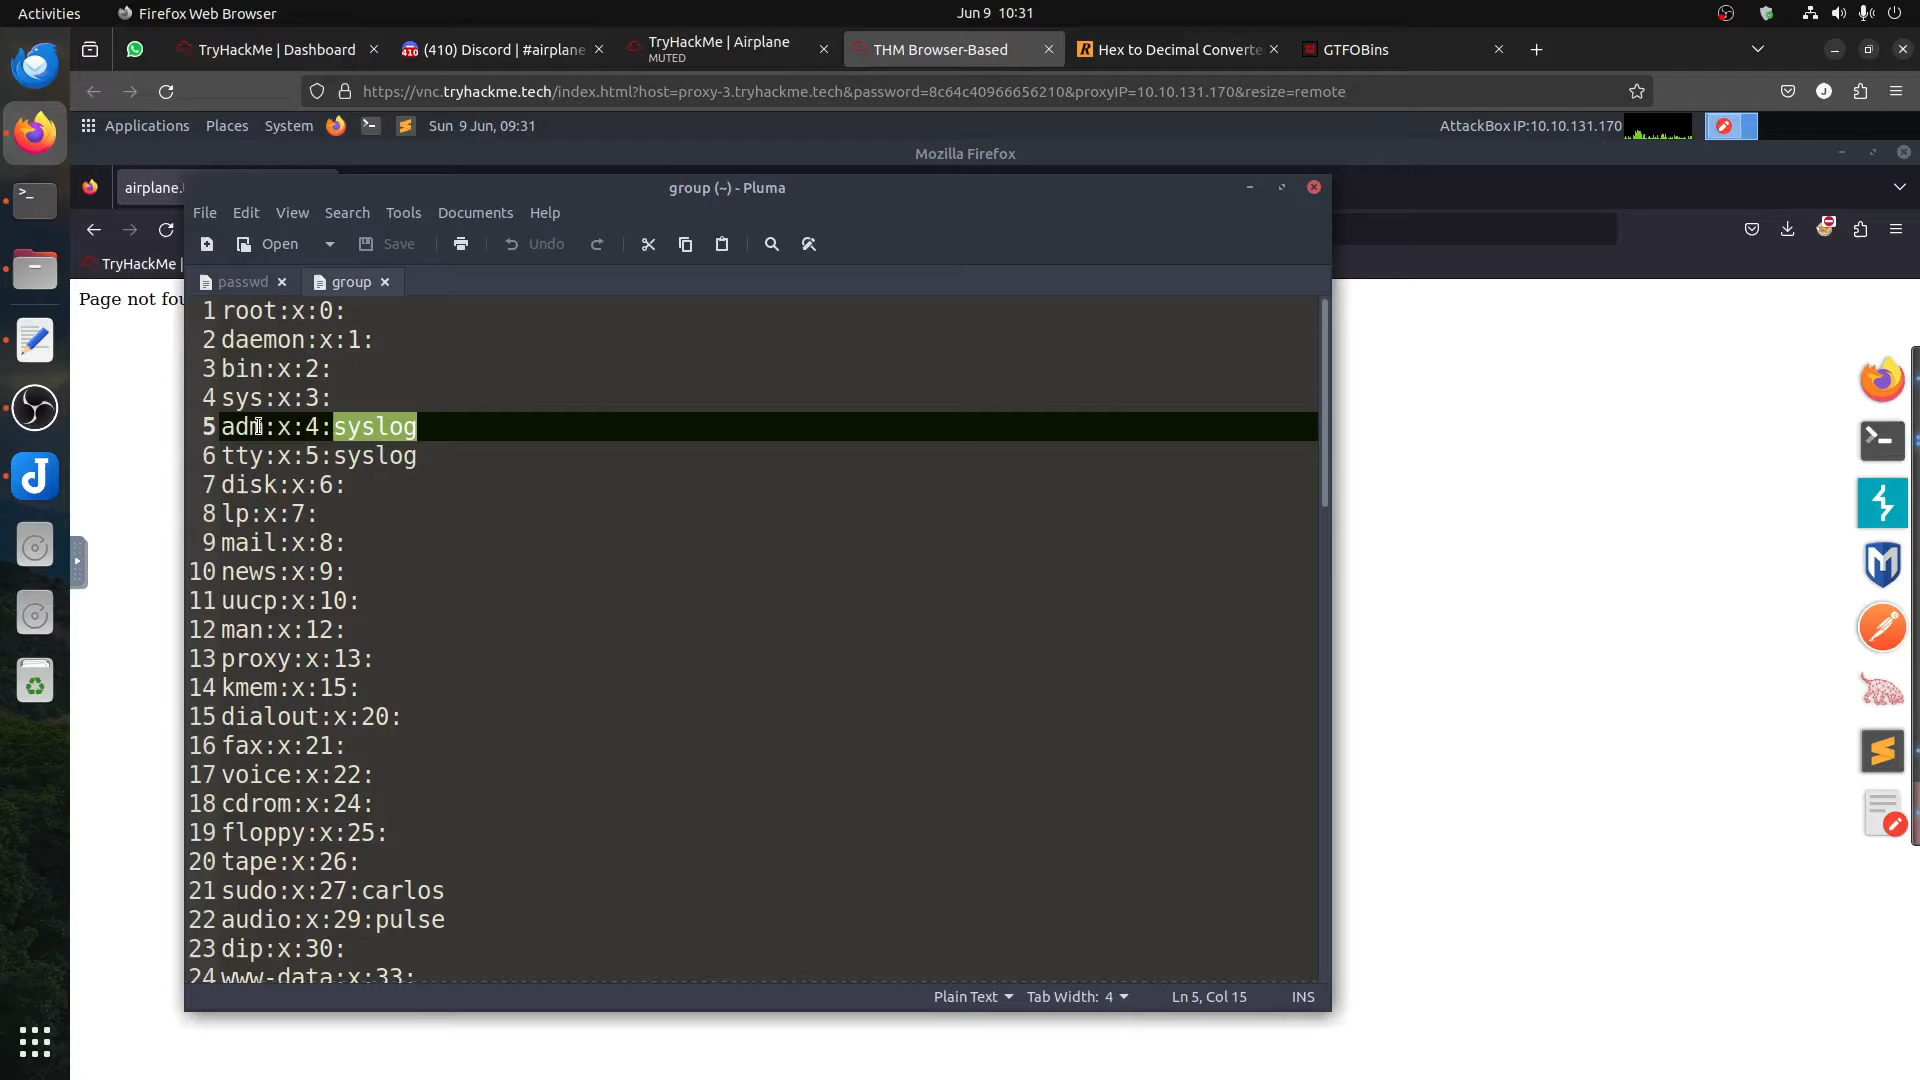 Activities
Firefox Web Browser
Jun 9 10:31
TryHackMe | Dashboard
(410) Discord | #airplane
TryHackMe | Airplane
MUTED
THM Browser-Based
Hex to Decimal Converte
GTFOBins
https://vnc.tryhackme.tech/index.html?host=proxy-3.tryhackme.tech&password=8c64c40966656210&proxyIP=10.10.131.170&resize=remote
Applications
Places
System
Sun 9 Jun, 09:31
AttackBox IP:10.10.131.170
Mozilla Firefox
airplane.
group (~) - Pluma
File
Edit
View
Search
Tools
Documents
Help
Open
Save
Undo
TryHackMe |
passwd
group
Page not fou
1 root:x:0:
2 daemon:x:1:
3 bin:x:2:
4 sys:x:3:
5 adm:x:4:syslog
6 tty:x:5:syslog
7 disk:x:6:
8 lp:x:7:
9 mail:x:8:
10 news:x:9:
11 uucp:x:10:
12 man:x:12:
13 proxy:x:13:
14 kmem:x:15:
15 dialout:x:20:
16 fax:x:21:
17 voice:x:22:
18 cdrom:x:24:
19 floppy:x:25:
20 tape:x:26:
21 sudo:x:27:carlos
22 audio:x:29:pulse
23 dip:x:30:
24 www-data:x:33:
Plain Text
Tab Width: 4
Ln 5, Col 15
INS